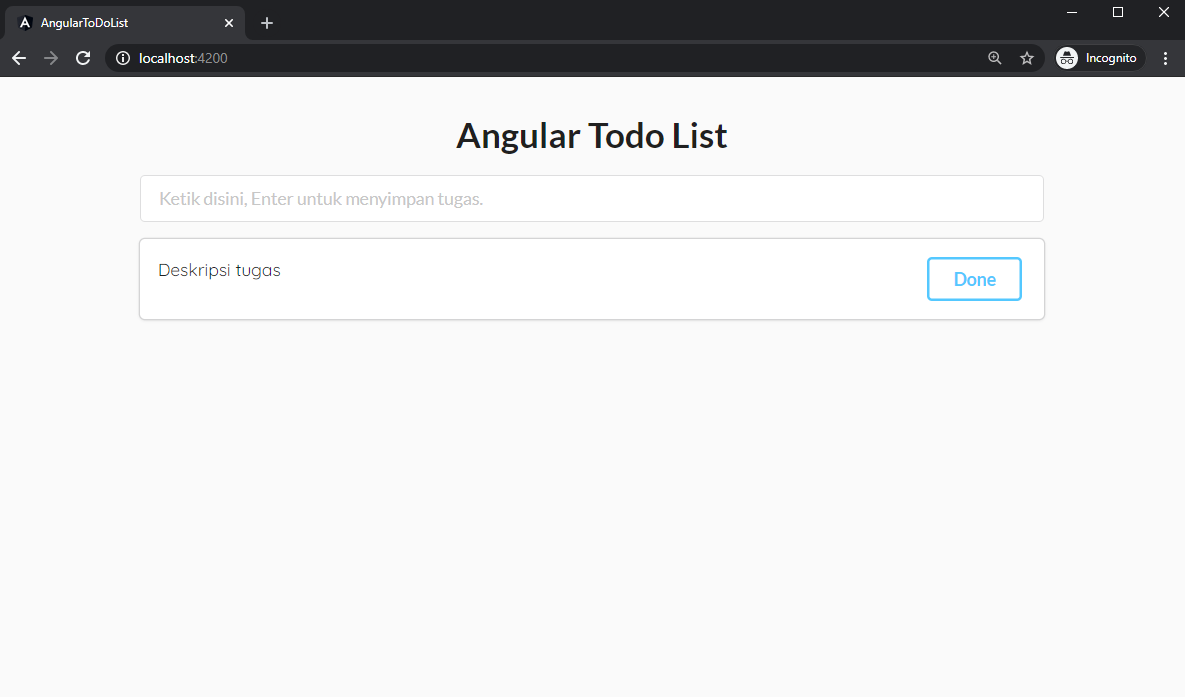 AngularToDoList
localhost:4200
Incognito
Angular Todo List
Ketik disini, Enter untuk menyimpan tugas.
Deskripsi tugas
Done